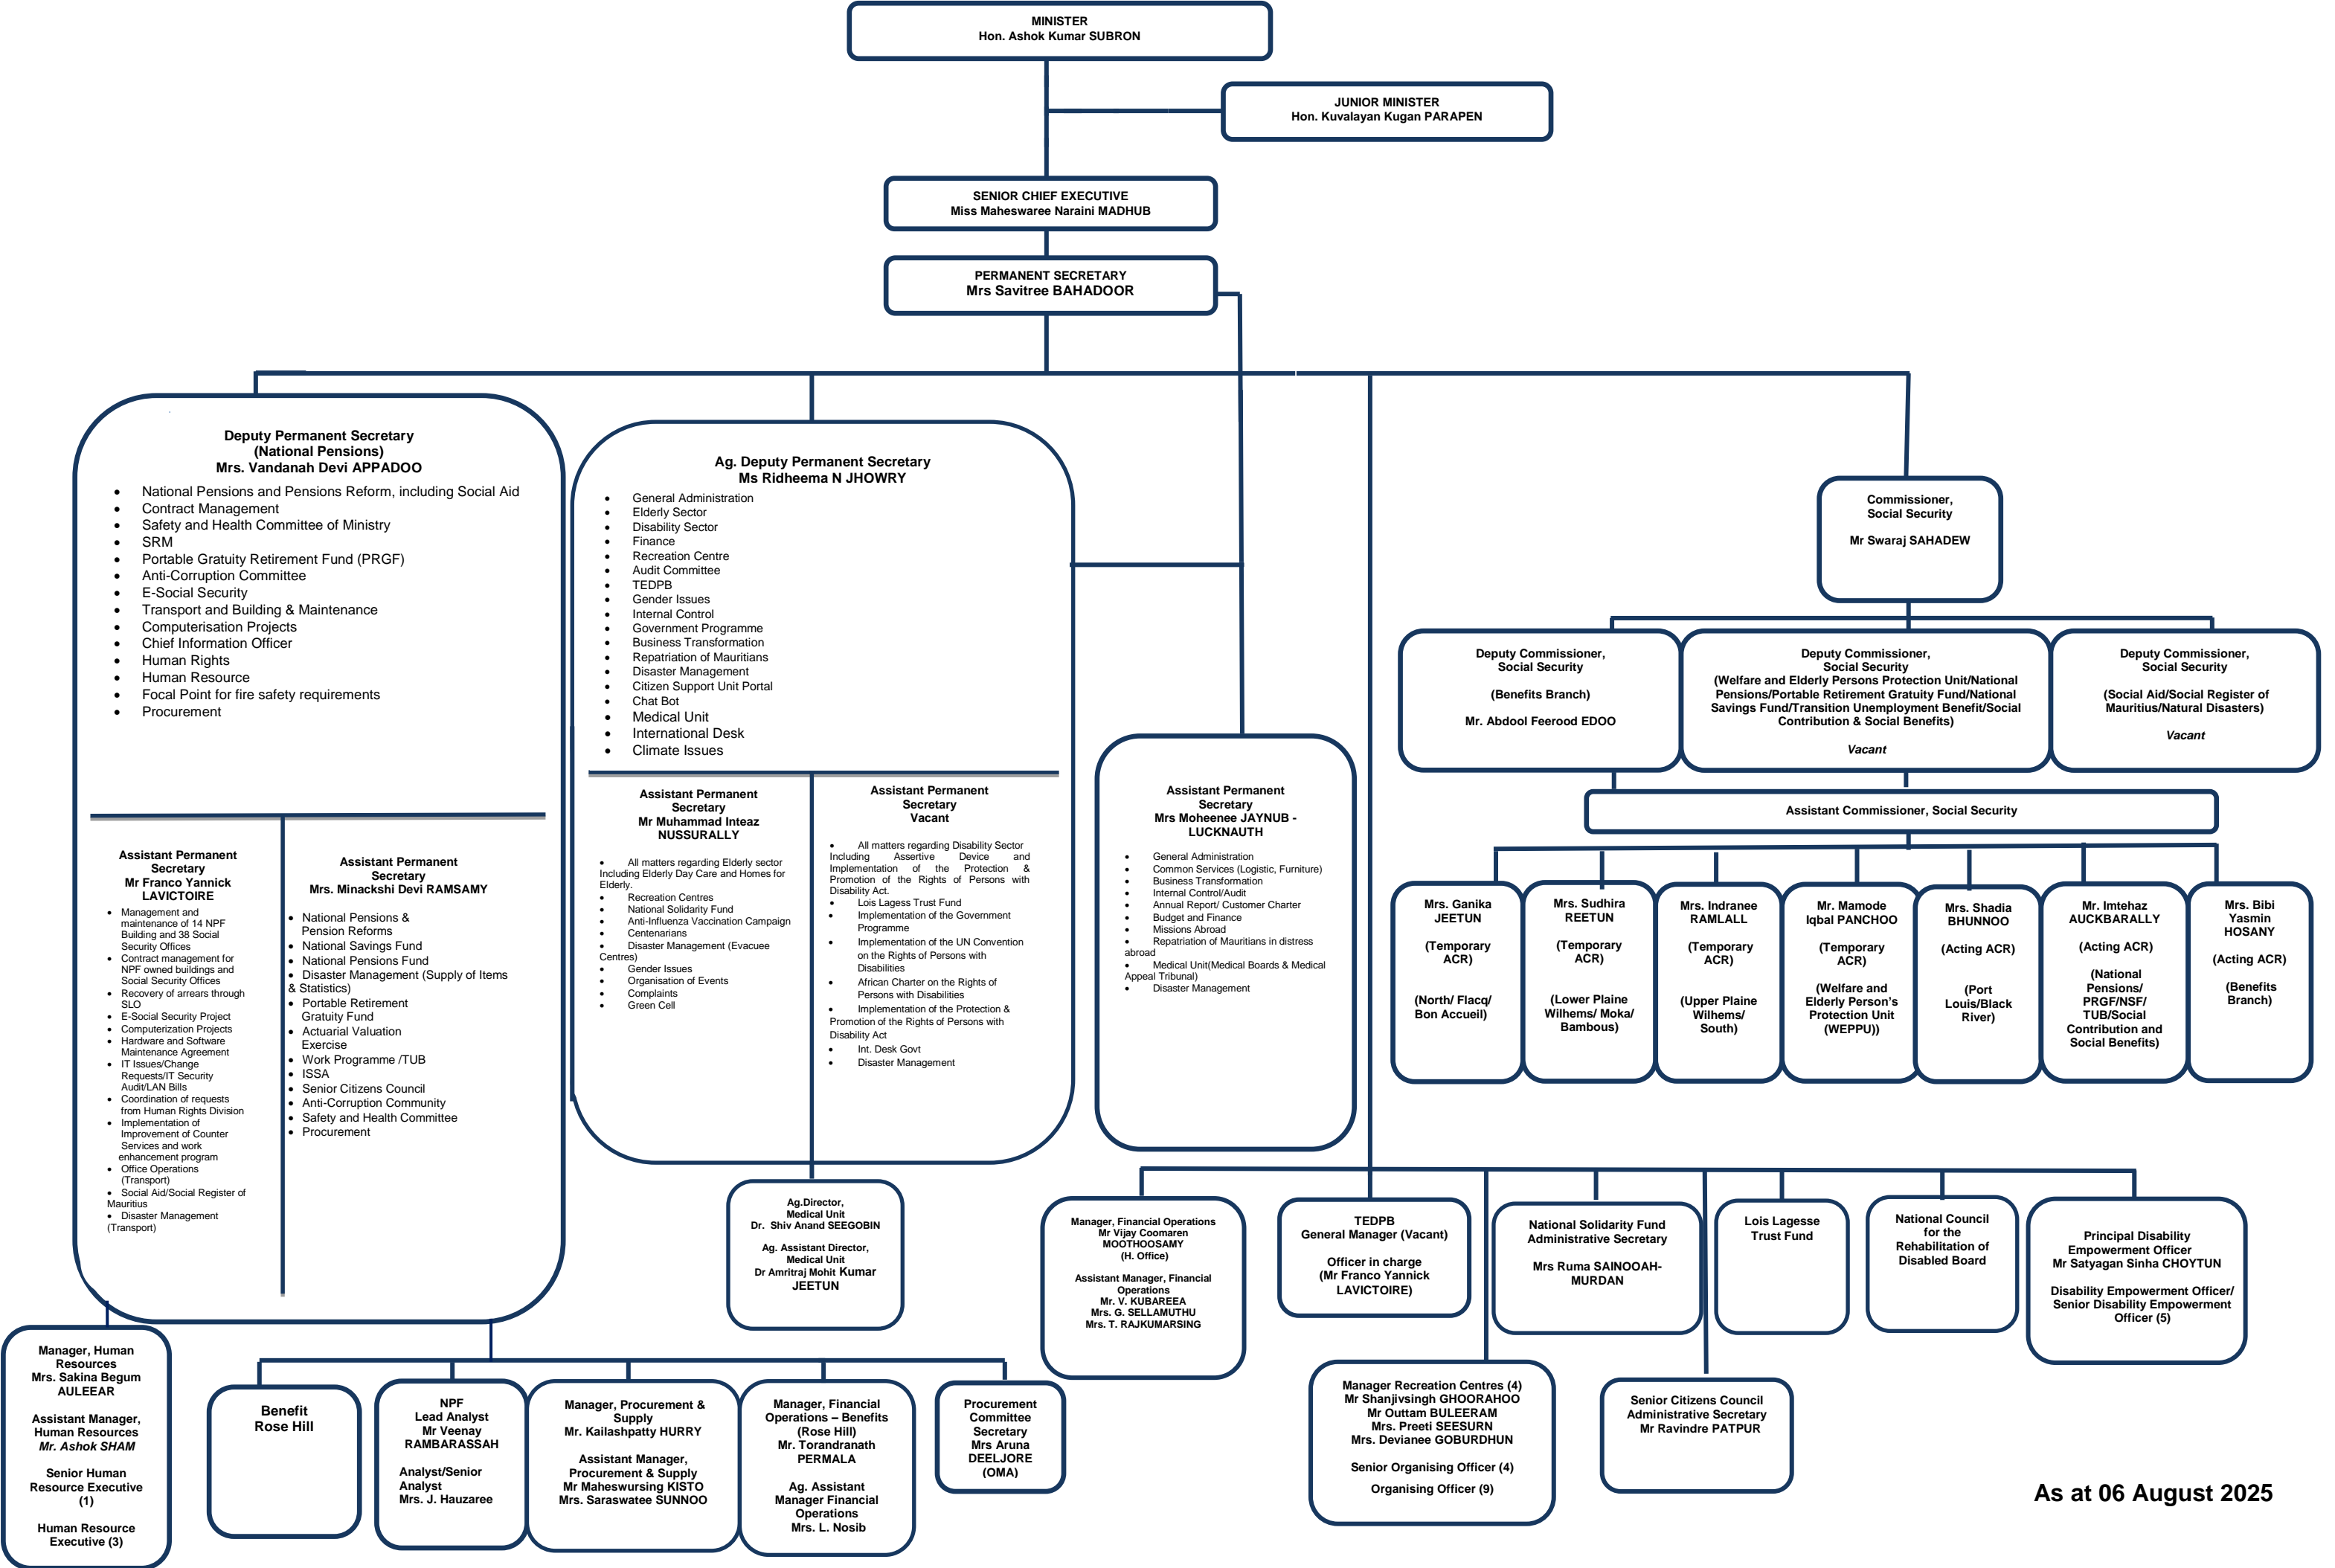 MINISTER
Hon. Ashok Kumar SUBRON
JUNIOR MINISTER
Hon. Kuvalayan Kugan PARAPEN
SENIOR CHIEF EXECUTIVE
Miss Maheswaree Naraini MADHUB
PERMANENT SECRETARY
Mrs Savitree BAHADOOR
Deputy Permanent Secretary
(National Pensions)
Mrs. Vandanah Devi APPADOO
• National Pensions and Pensions Reform, including Social Aid
• Contract Management
• Safety and Health Committee of Ministry
• SRM
• Portable Gratuity Retirement Fund (PRGF)
• Anti-Corruption Committee
• E-Social Security
• Transport and Building & Maintenance
• Computerisation Projects
• Chief Information Officer
• Human Rights
• Human Resource
• Focal Point for fire safety requirements
• Procurement
Assistant Permanent
Secretary
Mr Franco Yannick
LAVICTOIRE
• Management and
maintenance of 14 NPF
Building and 38 Social
Security Offices
• Contract management for
NPF owned buildings and
Social Security Offices
• Recovery of arrears through
SLO
• E-Social Security Project
• Computerization Projects
• Hardware and Software
Maintenance Agreement
• IT Issues/Change
Requests/IT Security
Audit/LAN Bills
• Coordination of requests
from Human Rights Division
• Implementation of
Improvement of Counter
Services and work
enhancement program
• Office Operations
(Transport)
• Social Aid/Social Register of
Mauritius
• Disaster Management
(Transport)
Assistant Permanent
Secretary
Mrs. Minackshi Devi RAMSAMY
• National Pensions &
Pension Reforms
• National Savings Fund
• National Pensions Fund
• Disaster Management (Supply of Items
& Statistics)
• Portable Retirement
Gratuity Fund
• Actuarial Valuation
Exercise
• Work Programme /TUB
• ISSA
• Senior Citizens Council
• Anti-Corruption Community
• Safety and Health Committee
• Procurement
Ag. Deputy Permanent Secretary
Ms Ridheema N JHOWRY
• General Administration
• Elderly Sector
• Disability Sector
• Finance
• Recreation Centre
• Audit Committee
• TEDPB
• Gender Issues
• Internal Control
• Government Programme
• Business Transformation
• Repatriation of Mauritians
• Disaster Management
• Citizen Support Unit Portal
• Chat Bot
• Medical Unit
• International Desk
• Climate Issues
Assistant Permanent
Secretary
Mr Muhammad Inteaz
NUSSURALLY
• All matters regarding Elderly sector
Including Elderly Day Care and Homes for
Elderly.
• Recreation Centres
• National Solidarity Fund
• Anti-Influenza Vaccination Campaign
• Centenarians
• Disaster Management (Evacuee
Centres)
• Gender Issues
• Organisation of Events
• Complaints
• Green Cell
Assistant Permanent
Secretary
Vacant
• All matters regarding Disability Sector
Including Assertive Device and
Implementation of the Protection &
Promotion of the Rights of Persons with
Disability Act.
• Lois Lagess Trust Fund
• Implementation of the Government
Programme
• Implementation of the UN Convention
on the Rights of Persons with
Disabilities
• African Charter on the Rights of
Persons with Disabilities
• Implementation of the Protection &
Promotion of the Rights of Persons with
Disability Act
• Int. Desk Govt
• Disaster Management
Assistant Permanent
Secretary
Mrs Moheenee JAYNUB -
LUCKNAUTH
• General Administration
• Common Services (Logistic, Furniture)
• Business Transformation
• Internal Control/Audit
• Annual Report/ Customer Charter
• Budget and Finance
• Missions Abroad
• Repatriation of Mauritians in distress
abroad
• Medical Unit(Medical Boards & Medical
Appeal Tribunal)
• Disaster Management
Commissioner,
Social Security
Mr Swaraj SAHADEW
Deputy Commissioner,
Social Security
(Benefits Branch)
Mr. Abdool Feerood EDOO
Deputy Commissioner,
Social Security
(Welfare and Elderly Persons Protection Unit/National
Pensions/Portable Retirement Gratuity Fund/National
Savings Fund/Transition Unemployment Benefit/Social
Contribution & Social Benefits)
Vacant
Deputy Commissioner,
Social Security
(Social Aid/Social Register of
Mauritius/Natural Disasters)
Vacant
Assistant Commissioner, Social Security
Mrs. Ganika
JEETUN
(Temporary
ACR)
(North/ Flacq/
Bon Accueil)
Mrs. Sudhira
REETUN
(Temporary
ACR)
(Lower Plaine
Wilhems/ Moka/
Bambous)
Mrs. Indranee
RAMLALL
(Temporary
ACR)
(Upper Plaine
Wilhems/
South)
Mr. Mamode
Iqbal PANCHOO
(Temporary
ACR)
(Welfare and
Elderly Person's
Protection Unit
(WEPPU))
Mrs. Shadia
BHUNNOO
(Acting ACR)
(Port
Louis/Black
River)
Mr. Imtehaz
AUCKBARALLY
(Acting ACR)
(National
Pensions/
PRGF/NSF/
TUB/Social
Contribution and
Social Benefits)
Mrs. Bibi
Yasmin
HOSANY
(Acting ACR)
(Benefits
Branch)
Ag.Director,
Medical Unit
Dr. Shiv Anand SEEGOBIN
Ag. Assistant Director,
Medical Unit
Dr Amritraj Mohit Kumar
JEETUN
Manager, Financial Operations
Mr Vijay Coomaren
MOOTHOOSAMY
(H. Office)
Assistant Manager, Financial
Operations
Mr. V. KUBAREEA
Mrs. G. SELLAMUTHU
Mrs. T. RAJKUMARSING
TEDPB
General Manager (Vacant)
Officer in charge
(Mr Franco Yannick
LAVICTOIRE)
National Solidarity Fund
Administrative Secretary
Mrs Ruma SAINOOAH-
MURDAN
Lois Lagesse
Trust Fund
National Council
for the
Rehabilitation of
Disabled Board
Principal Disability
Empowerment Officer
Mr Satyagan Sinha CHOYTUN
Disability Empowerment Officer/
Senior Disability Empowerment
Officer (5)
Manager, Human
Resources
Mrs. Sakina Begum
AULEEAR
Assistant Manager,
Human Resources
Mr. Ashok SHAM
Senior Human
Resource Executive
(1)
Human Resource
Executive (3)
Benefit
Rose Hill
NPF
Lead Analyst
Mr Veenay
RAMBARASSAH
Analyst/Senior
Analyst
Mrs. J. Hauzaree
Manager, Procurement &
Supply
Mr. Kailashpatty HURRY
Assistant Manager,
Procurement & Supply
Mr Maheswursing KISTO
Mrs. Saraswatee SUNNOO
Manager, Financial
Operations – Benefits
(Rose Hill)
Mr. Torandranath
PERMALA
Ag. Assistant
Manager Financial
Operations
Mrs. L. Nosib
Procurement
Committee
Secretary
Mrs Aruna
DEELJORE
(OMA)
Manager Recreation Centres (4)
Mr Shanjivsingh GHOORAHOO
Mr Outtam BULEERAM
Mrs. Preeti SEESURN
Mrs. Devianee GOBURDHUN
Senior Organising Officer (4)
Organising Officer (9)
Senior Citizens Council
Administrative Secretary
Mr Ravindre PATPUR
As at 06 August 2025